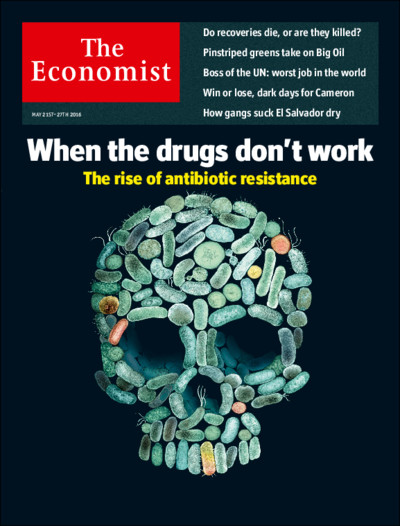 The
Economist
MAY 21ST–27TH 2016
Do recoveries die, or are they killed?
Pinstriped greens take on Big Oil
Boss of the UN: worst job in the world
Win or lose, dark days for Cameron
How gangs suck El Salvador dry
When the drugs don't work
The rise of antibiotic resistance